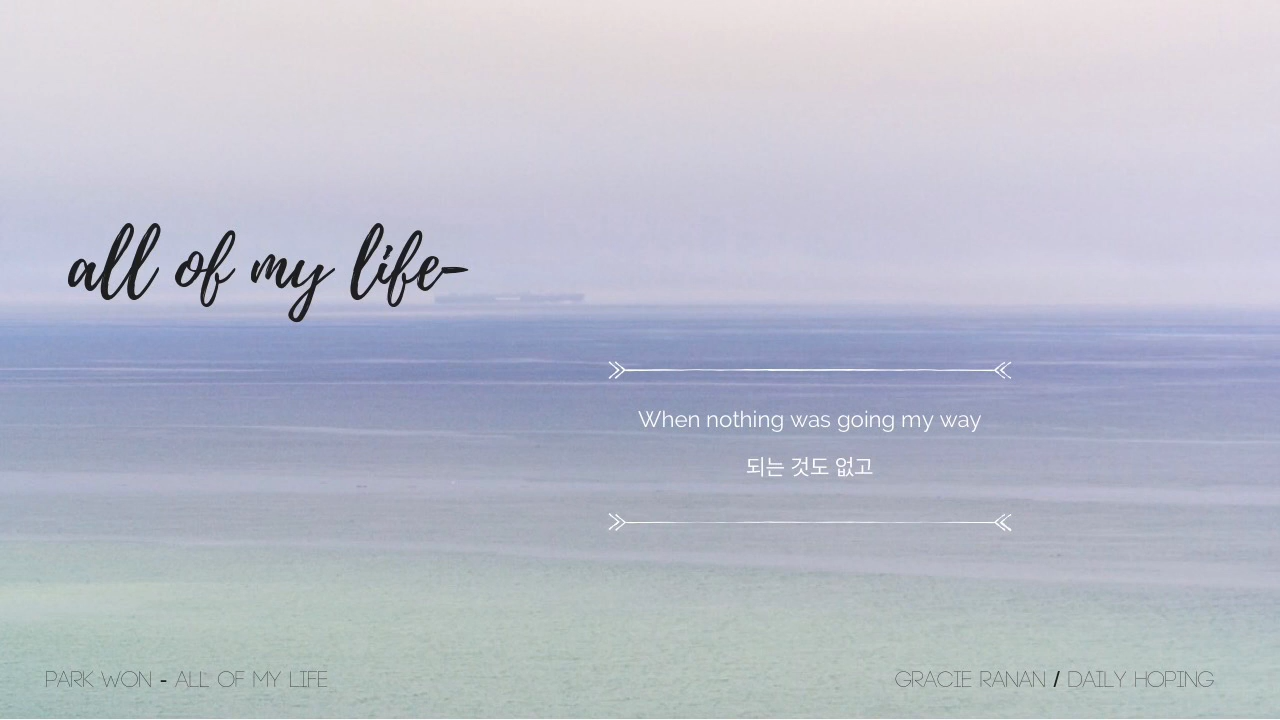 all of my life-
When nothing was going my way
되는 것도 없고
PARK WON - ALL OF MY LIFE
GRACIE RANAN / DAILY HOPING